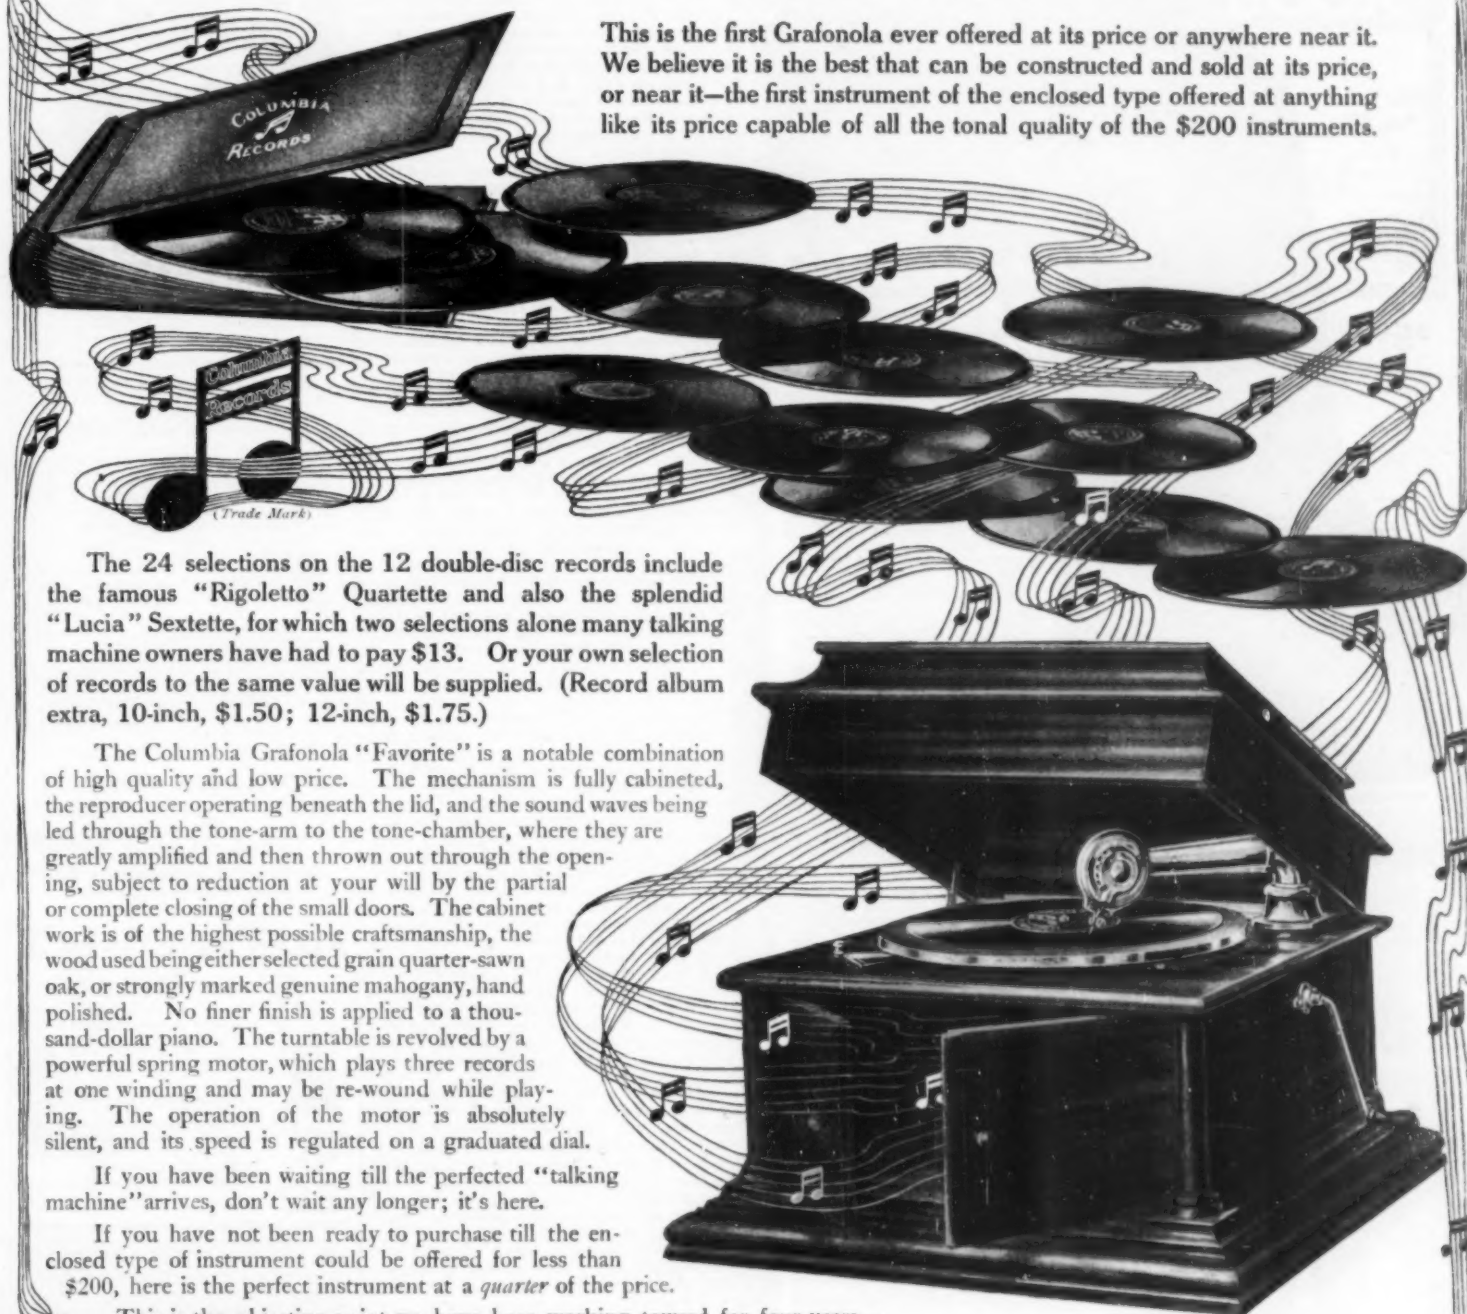 This is the first Grafonola ever offered at its price or anywhere near it.
We believe it is the best that can be constructed and sold at its price,
or near it—the first instrument of the enclosed type offered at anything
like its price capable of all the tonal quality of the $200 instruments.
COLUMBIA
RECORDS
Columbia
Records
(Trade Mark)
The 24 selections on the 12 double-disc records include
the famous “Rigoletto” Quartette and also the splendid
“Lucia” Sextette, for which two selections alone many talking
machine owners have had to pay $13. Or your own selection
of records to the same value will be supplied. (Record album
extra, 10-inch, $1.50; 12-inch, $1.75.)
The Columbia Grafonola “Favorite” is a notable combination
of high quality and low price. The mechanism is fully cabineted,
the reproducer operating beneath the lid, and the sound waves being
led through the tone-arm to the tone-chamber, where they are
greatly amplified and then thrown out through the open-
ing, subject to reduction at your will by the partial
or complete closing of the small doors. The cabinet
work is of the highest possible craftsmanship, the
wood used being either selected grain quarter-sawn
oak, or strongly marked genuine mahogany, hand
polished. No finer finish is applied to a thou-
sand-dollar piano. The turntable is revolved by a
powerful spring motor, which plays three records
at one winding and may be re-wound while play-
ing. The operation of the motor is absolutely
silent, and its speed is regulated on a graduated dial.
If you have been waiting till the perfected “talking
machine” arrives, don't wait any longer; it's here.
If you have not been ready to purchase till the en-
closed type of instrument could be offered for less than
$200, here is the perfect instrument at a quarter of the price.